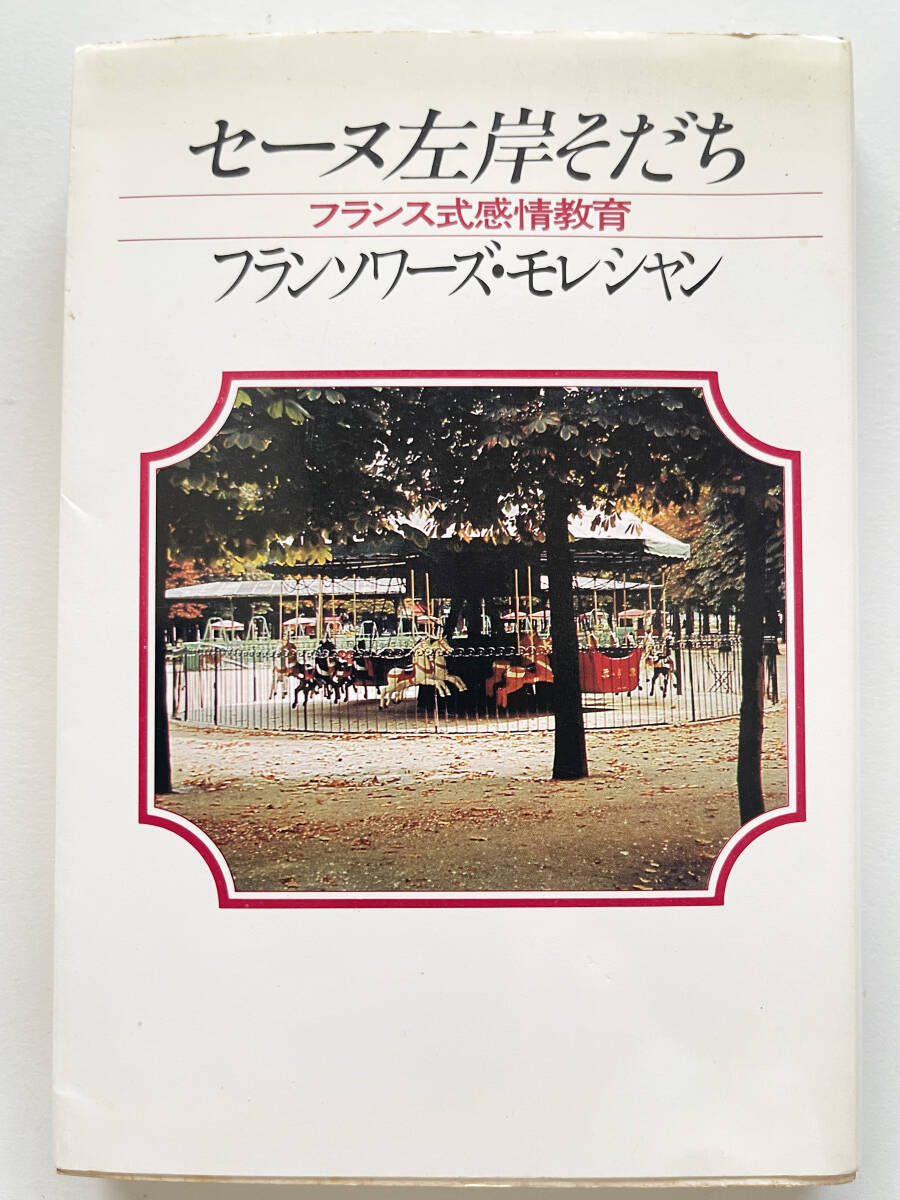 セーヌ左岸そだち
フランス式感情教育
フランソワーズ・モレシャン